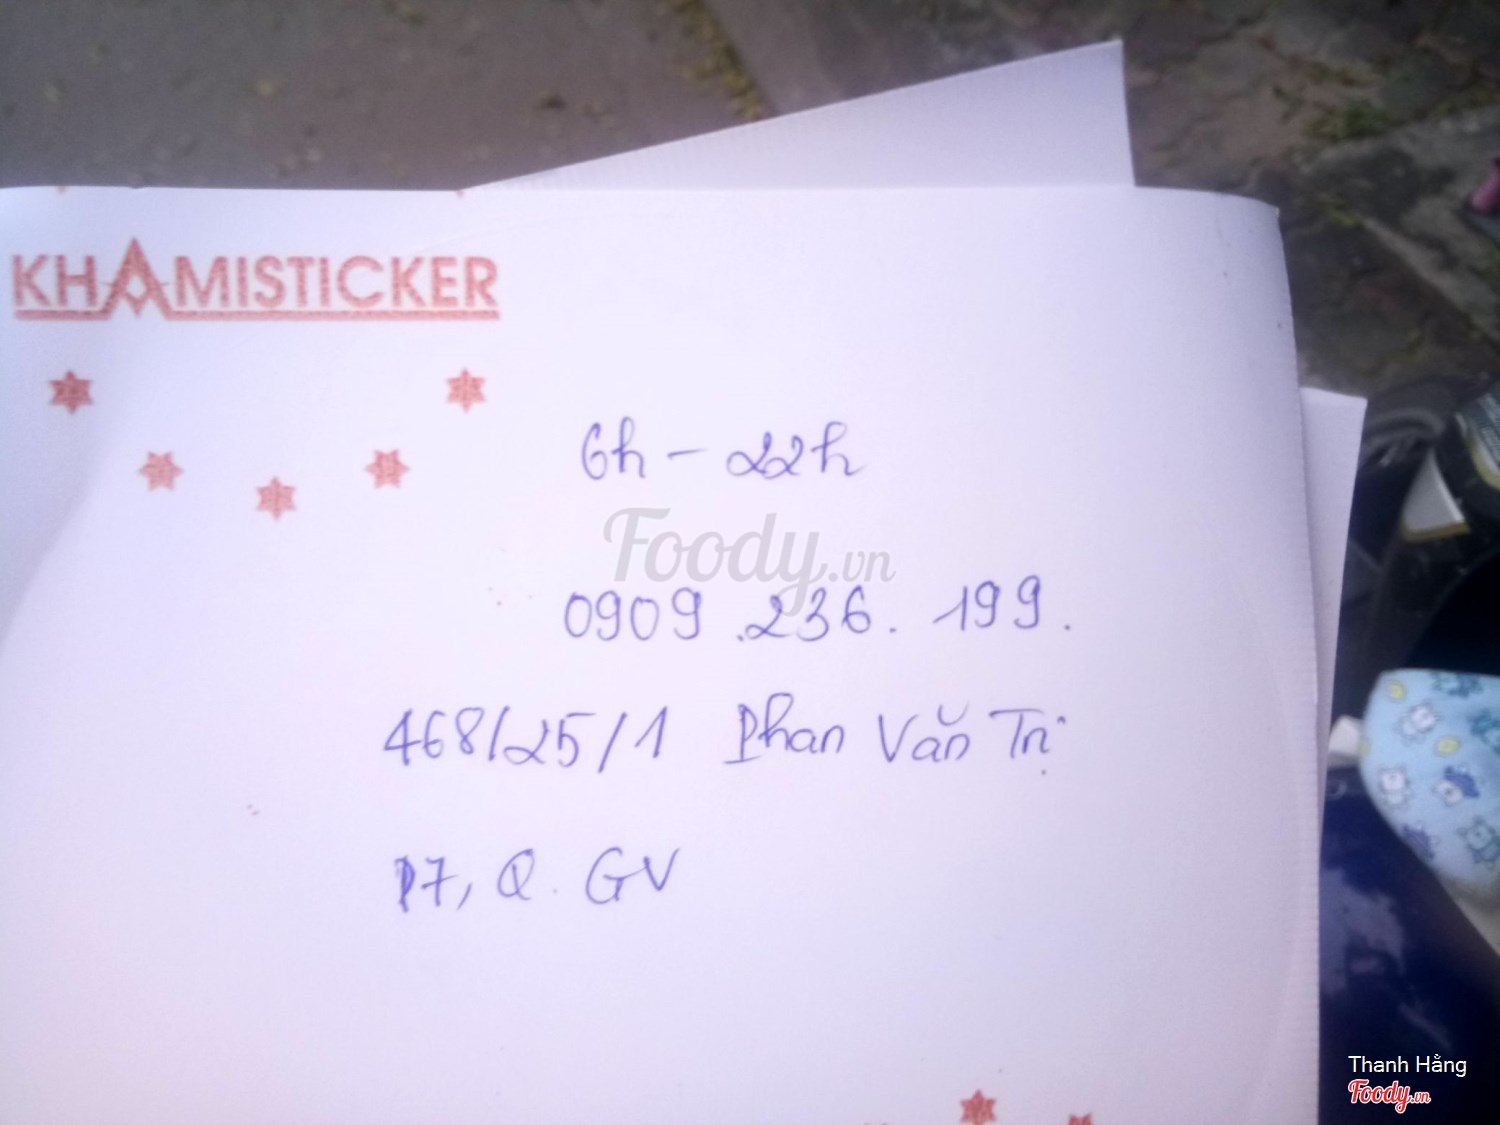 KHAMISTICKER
6h - 22h
Foody.vn
0909.236.199.
468/25/1 Phan Văn Trị
P7, Q. GV
Thanh Hằng
Foody.vn